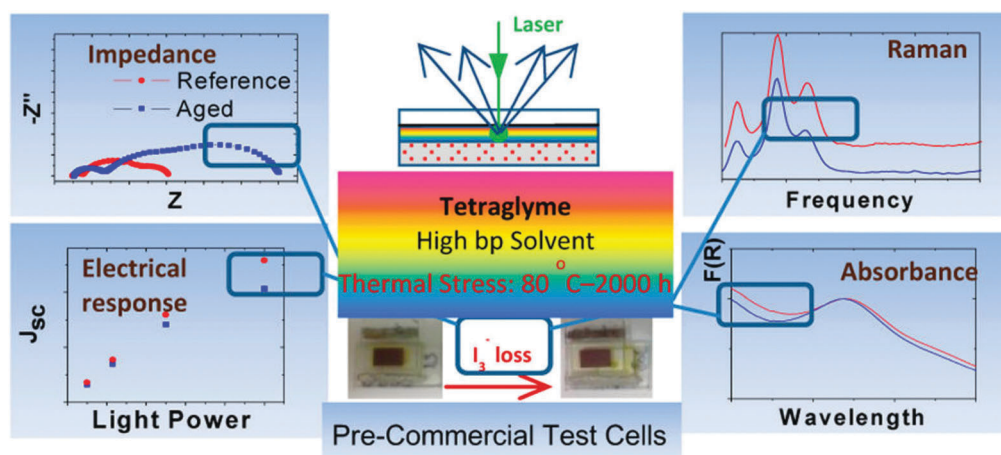 Impedance
Reference
Aged
-Z"
Z
Electrical
response
Jsc
Light Power
Laser
Tetraglyme
High bp Solvent
Thermal Stress: 80 °C–2000 h
I3- loss
Pre-Commercial Test Cells
Raman
Frequency
F(R)
Absorbance
Wavelength